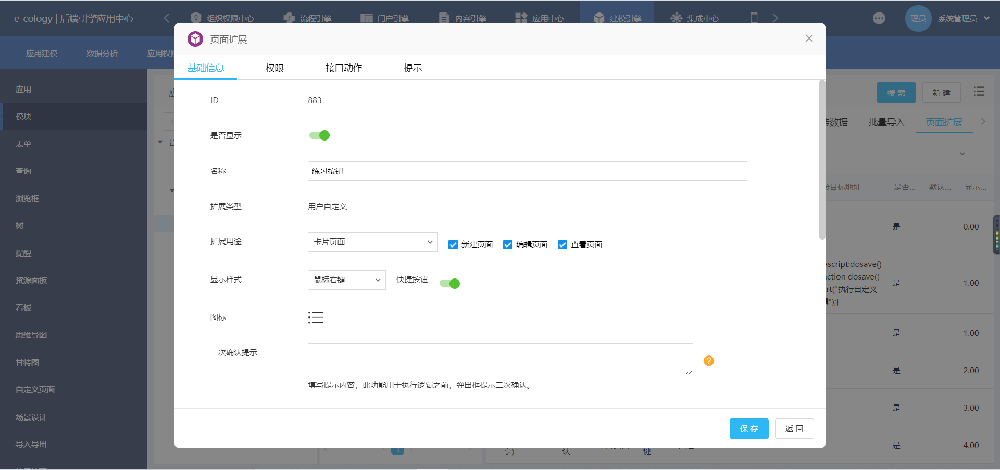 e-cology | 后端引擎应用中心
组织权限中心
流程引擎
门户引擎
内容引擎
应用中心
建模引擎
集成中心
理员
系统管理员
应用建模
数据分析
应用权限
应用
模块
表单
查询
浏览框
树
提醒
资源面板
看板
思维导图
甘特图
自定义页面
场景设计
导入导出
页面扩展
基础信息
权限
接口动作
提示
ID
883
是否显示
名称
练习按钮
扩展类型
用户自定义
扩展用途
卡片页面
新建页面
编辑页面
查看页面
显示样式
鼠标右键
快捷按钮
图标
二次确认提示
?
填写提示内容，此功能用于执行逻辑之前，弹出框提示二次确认。
保 存
返 回
搜 索
新 建
数据
批量导入
页面扩展
目标地址
是否...
默认...
显示...
是
0.00
ascript:dosave()
nction dosave()
rt("执行自定义
");}
是
1.00
是
1.00
是
2.00
是
3.00
是
4.00
1
享)
认
键